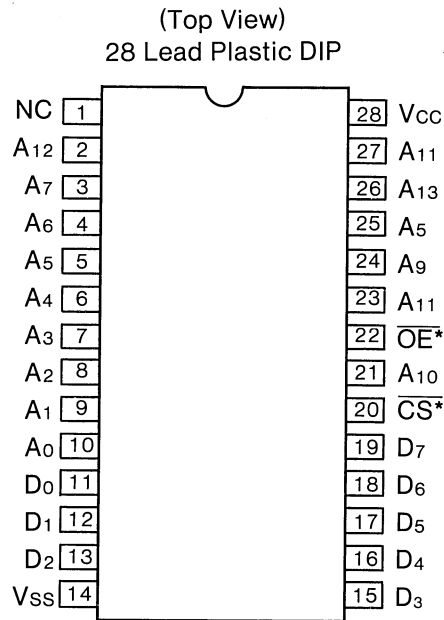 (Top View)
28 Lead Plastic DIP
NC 1
A12 2
A7 3
A6 4
A5 5
A4 6
A3 7
A2 8
A1 9
A0 10
D0 11
D1 12
D2 13
VSS 14
28 VCC
27 A11
26 A13
25 A5
24 A9
23 A11
22 OE*
21 A10
20 CS*
19 D7
18 D6
17 D5
16 D4
15 D3